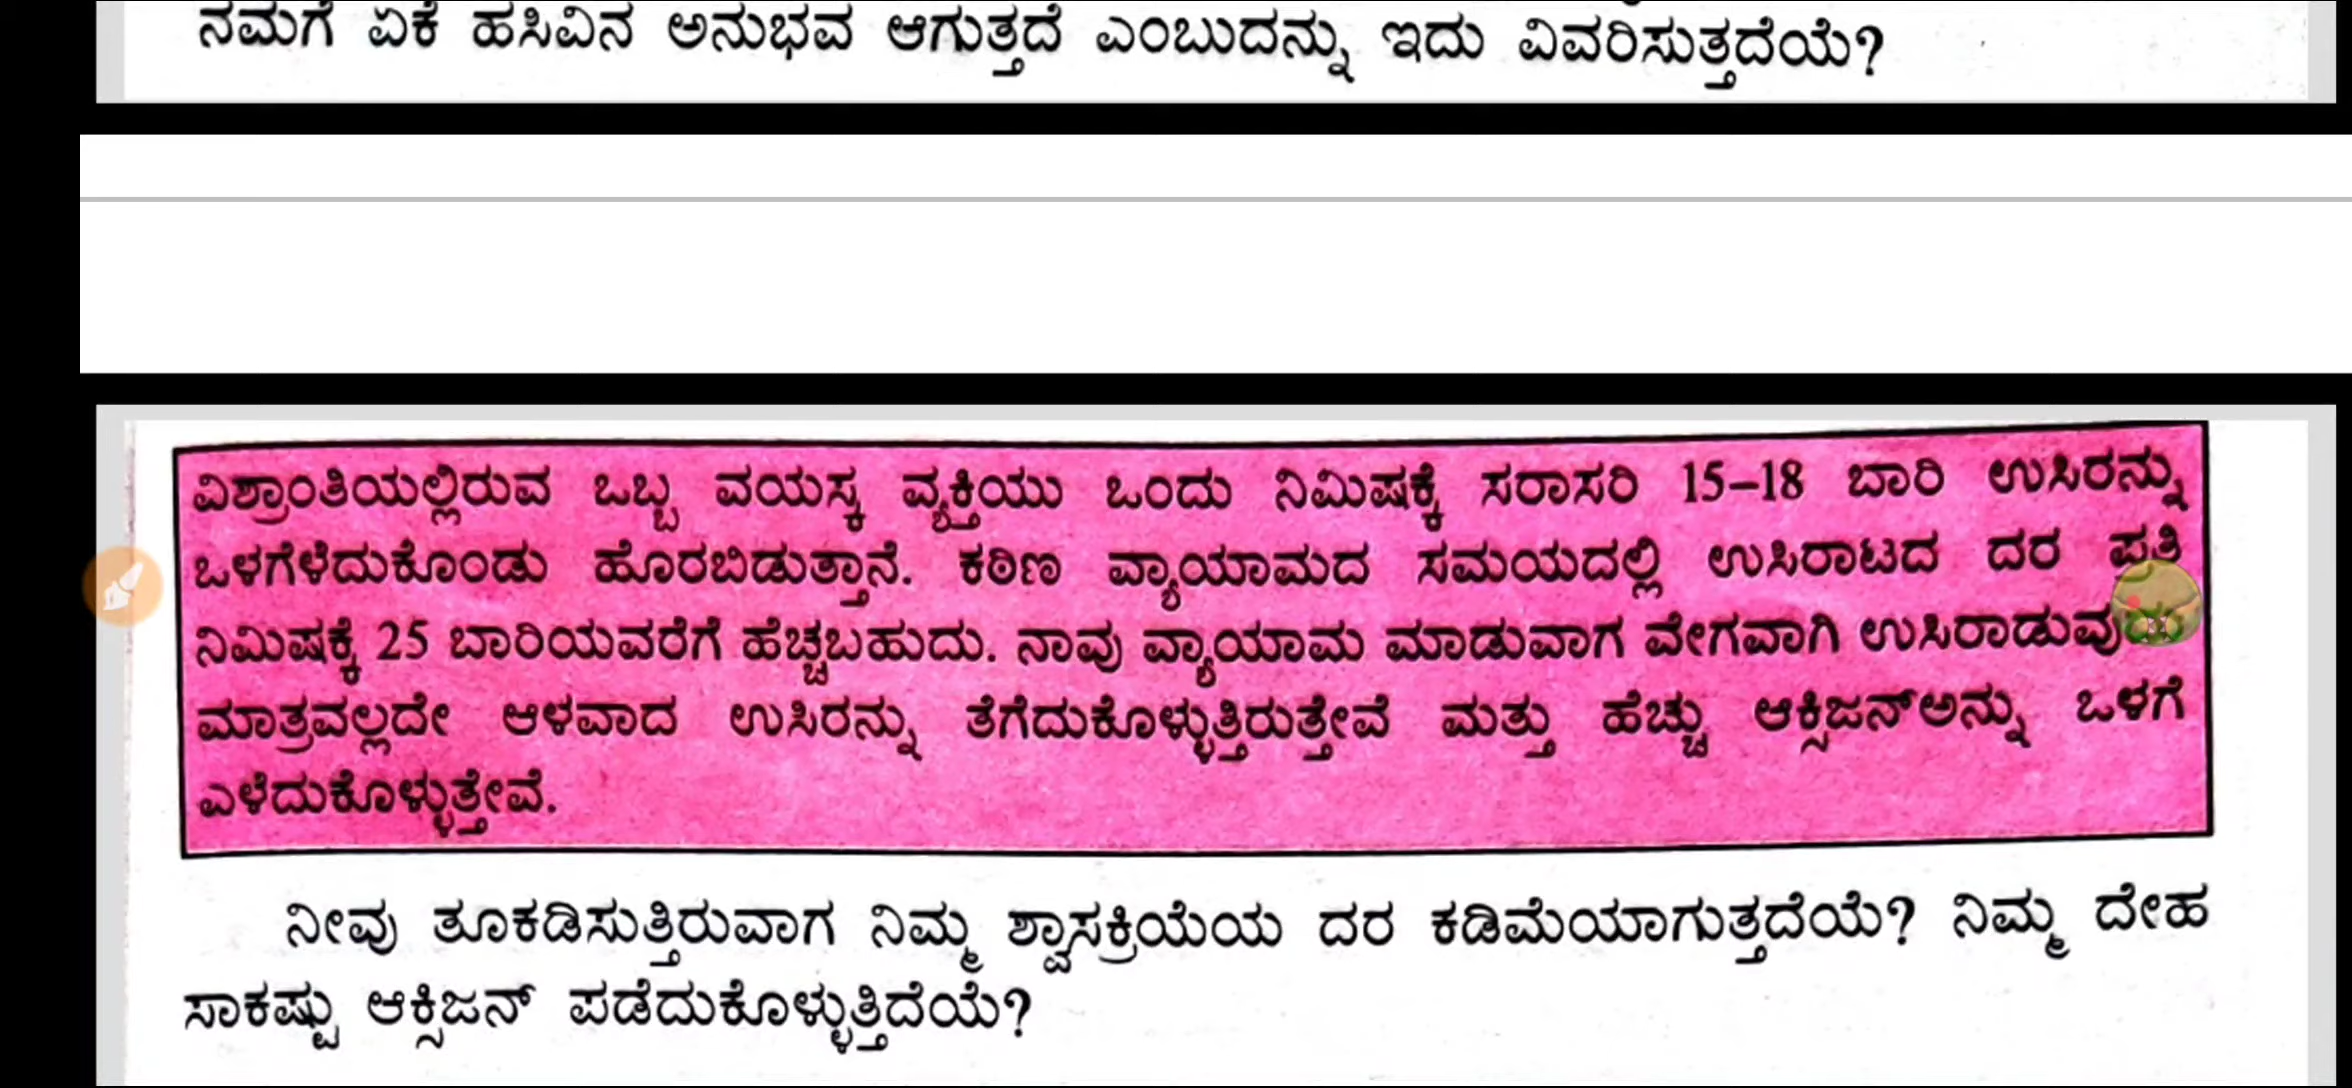 ನಮಗೆ ಏಕೆ ಹಸಿವಿನ ಅನುಭವ ಆಗುತ್ತದೆ ಎಂಬುದನ್ನು ಇದು ವಿವರಿಸುತ್ತದೆಯೆ?
ವಿಶ್ರಾಂತಿಯಲ್ಲಿರುವ ಒಬ್ಬ ವಯಸ್ಕ ವ್ಯಕ್ತಿಯು ಒಂದು ನಿಮಿಷಕ್ಕೆ ಸರಾಸರಿ 15–18 ಬಾರಿ ಉಸಿರನ್ನು
ಒಳಗೆಳೆದುಕೊಂಡು ಹೊರಬಿಡುತ್ತಾನೆ. ಕಠಿಣ ವ್ಯಾಯಾಮದ ಸಮಯದಲ್ಲಿ ಉಸಿರಾಟದ ದರ ಪ್ರತಿ
ನಿಮಿಷಕ್ಕೆ 25 ಬಾರಿಯವರೆಗೆ ಹೆಚ್ಚಬಹುದು. ನಾವು ವ್ಯಾಯಾಮ ಮಾಡುವಾಗ ವೇಗವಾಗಿ
ಮಾತ್ರವಲ್ಲದೇ ಆಳವಾದ ಉಸಿರನ್ನು ತೆಗೆದುಕೊಳ್ಳುತ್ತಿರುತ್ತೇವೆ ಮತ್ತು ಹೆಚ್ಚು ಆಕ್ಸಿಜನ್‌ಅನ್ನು ಒಳಗೆ
ಎಳೆದುಕೊಳ್ಳುತ್ತೇವೆ.
ನೀವು ತೂಕಡಿಸುತ್ತಿರುವಾಗ ನಿಮ್ಮ ಶ್ವಾಸಕ್ರಿಯೆಯ ದರ ಕಡಿಮೆಯಾಗುತ್ತದೆಯೆ? ನಿಮ್ಮ ದೇಹ
ಸಾಕಷ್ಟು ಆಕ್ಸಿಜನ್ ಪಡೆದುಕೊಳ್ಳುತ್ತಿದೆಯೆ?